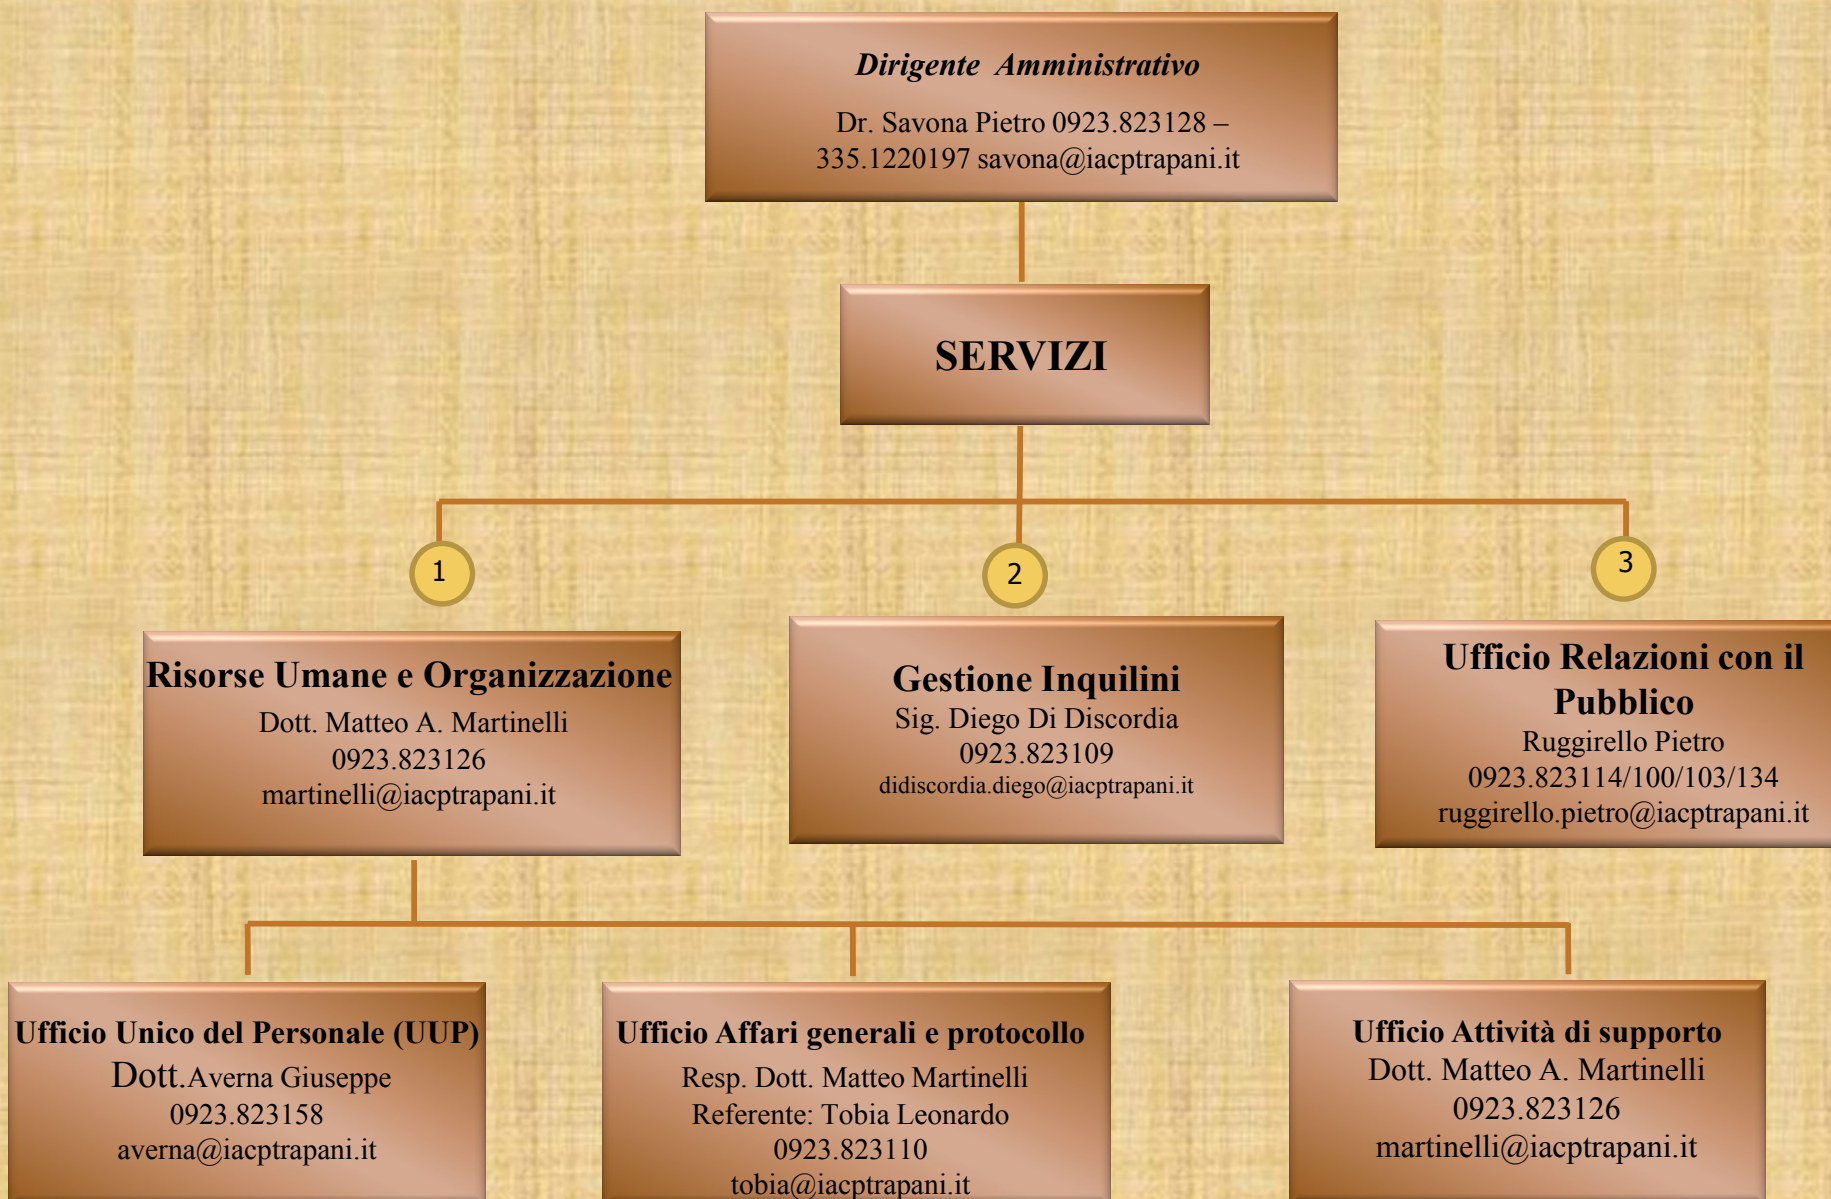 Dirigente Amministrativo
Dr. Savona Pietro 0923.823128 –
335.1220197 savona@iacptrapani.it
SERVIZI
1
2
3
Risorse Umane e Organizzazione
Dott. Matteo A. Martinelli
0923.823126
martinelli@iacptrapani.it
Gestione Inquilini
Sig. Diego Di Discordia
0923.823109
didiscordia.diego@iacptrapani.it
Ufficio Relazioni con il
Pubblico
Ruggirello Pietro
0923.823114/100/103/134
ruggirello.pietro@iacptrapani.it
Ufficio Unico del Personale (UUP)
Dott.Averna Giuseppe
0923.823158
averna@iacptrapani.it
Ufficio Affari generali e protocollo
Resp. Dott. Matteo Martinelli
Referente: Tobia Leonardo
0923.823110
tobia@iacptrapani.it
Ufficio Attività di supporto
Dott. Matteo A. Martinelli
0923.823126
martinelli@iacptrapani.it